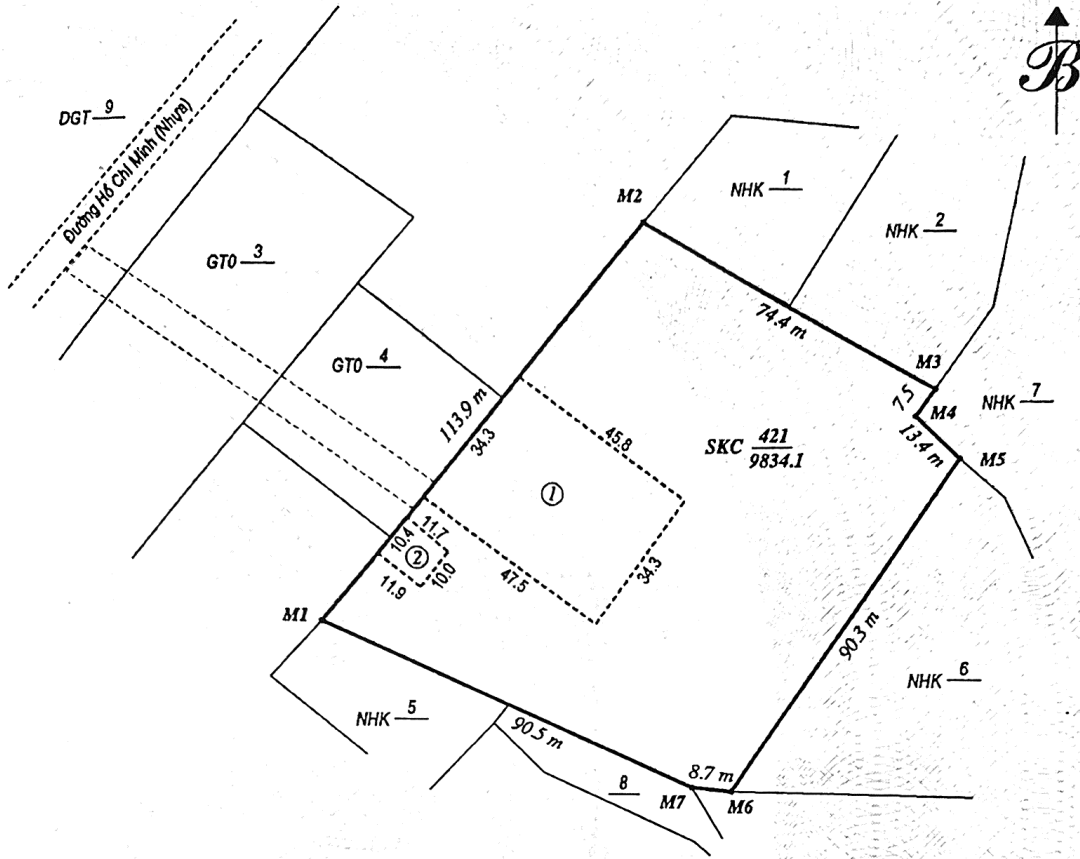 B
DGT 9
Đường Hồ Chí Minh (Nhựa)
GT0 3
GT0 4
NHK 1
NHK 2
M2
74.4 m
M3
7.5
M4
13.4 m
M5
NHK 7
113.9 m
34.3
45.8
SKC 421
9834.1
1
11.7
10.4
2
10.0
11.9
47.5
34.3
M1
90.3 m
NHK 6
NHK 5
90.5 m
8.7 m
8
M7
M6